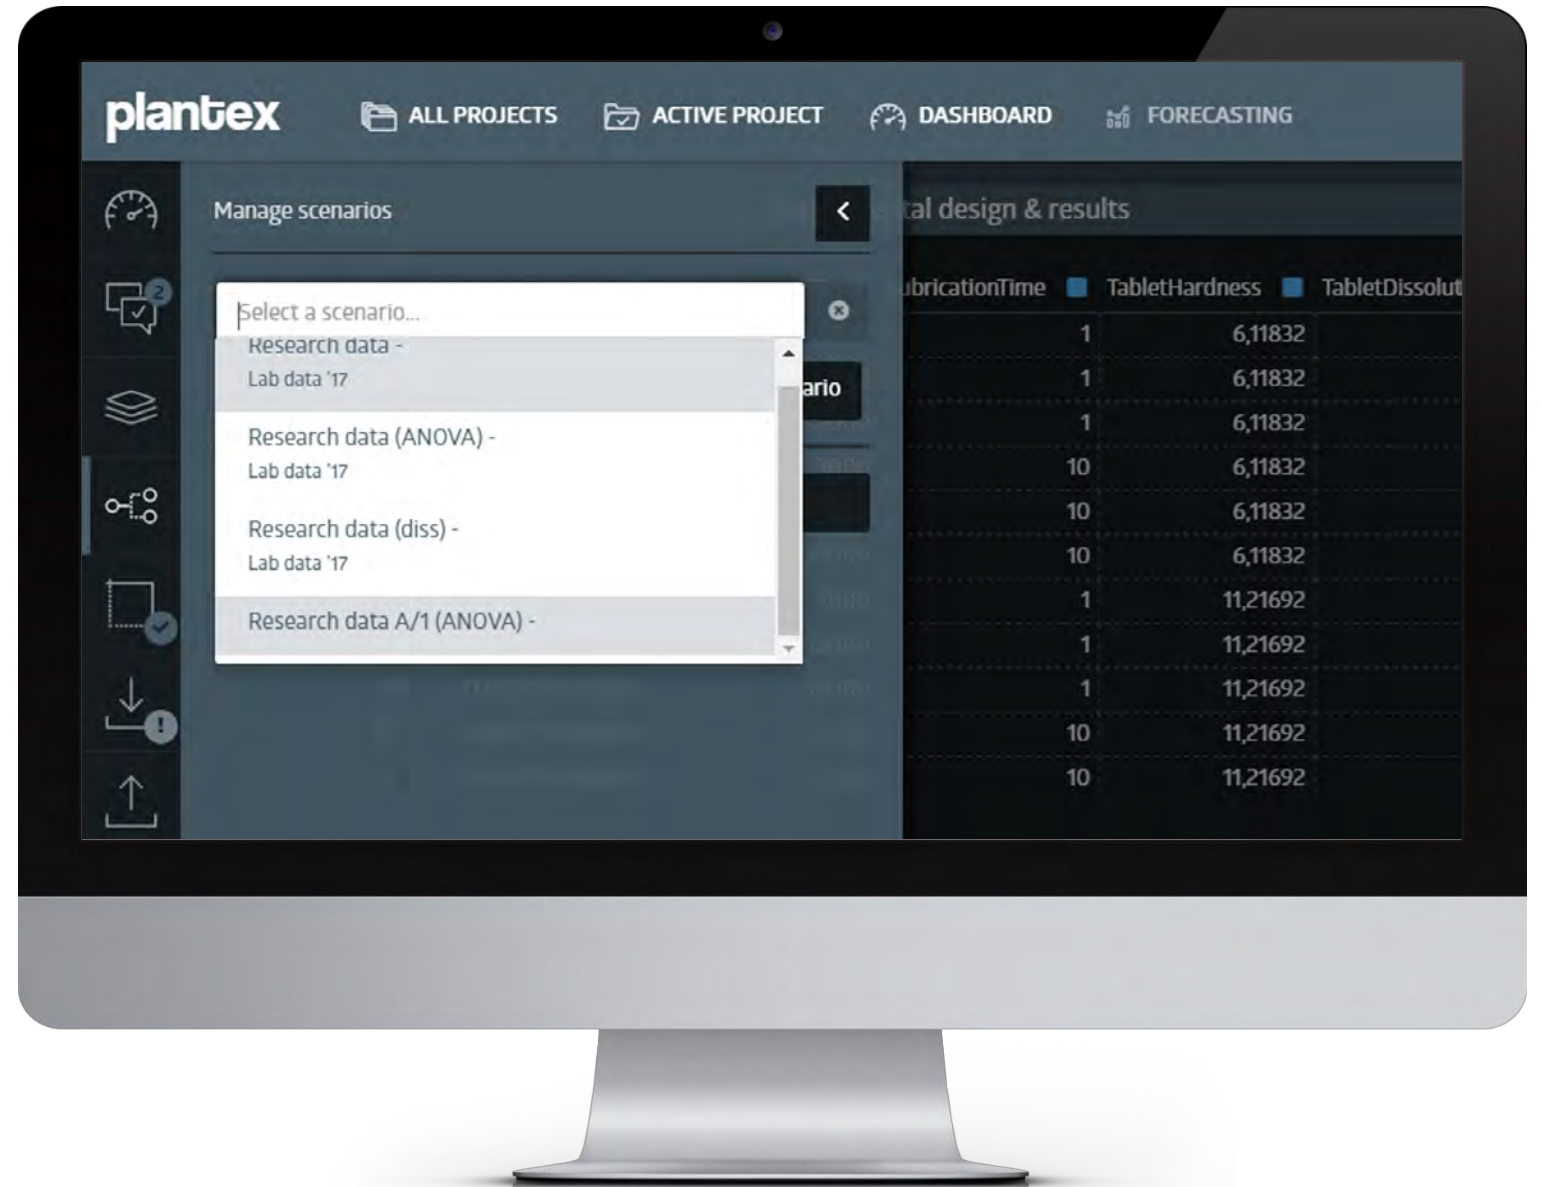 plantex
ALL PROJECTS
ACTIVE PROJECT
DASHBOARD
FORECASTING
2
Manage scenarios
tal design & results
Select a scenario...
Research data -
Lab data '17
Research data (ANOVA) -
Lab data '17
Research data (diss) -
Lab data '17
Research data A/1 (ANOVA) -
ario
ubricationTime TabletHardness TabletDissolut
1 6,11832
1 6,11832
1 6,11832
10 6,11832
10 6,11832
10 6,11832
1 11,21692
1 11,21692
1 11,21692
10 11,21692
10 11,21692